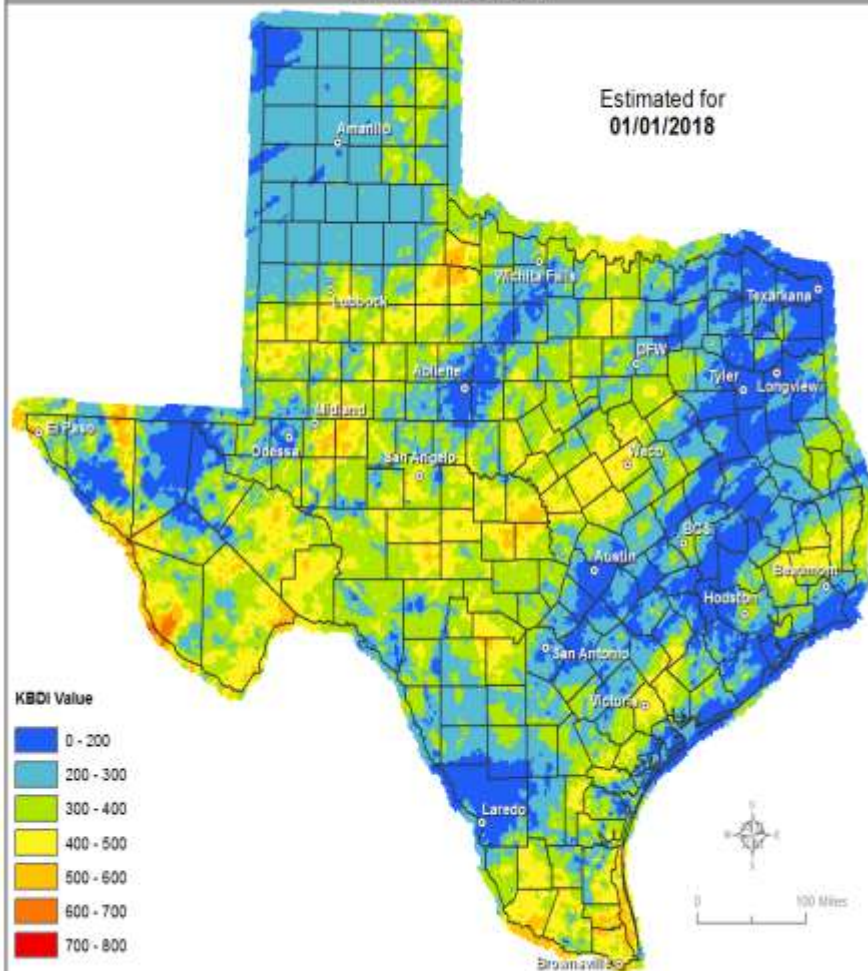 Estimated for
01/01/2018
Amarillo
Wichita Falls
Lubbock
Texarkana
DFW
Abilene
Tyler
Longview
Midland
El Paso
Odessa
San Angelo
Waco
BCS
Austin
Beaumont
Houston
San Antonio
Victoria
KBDI Value
0 - 200
200 - 300
300 - 400
400 - 500
500 - 600
600 - 700
700 - 800
Laredo
0 100 Miles
Brownsville